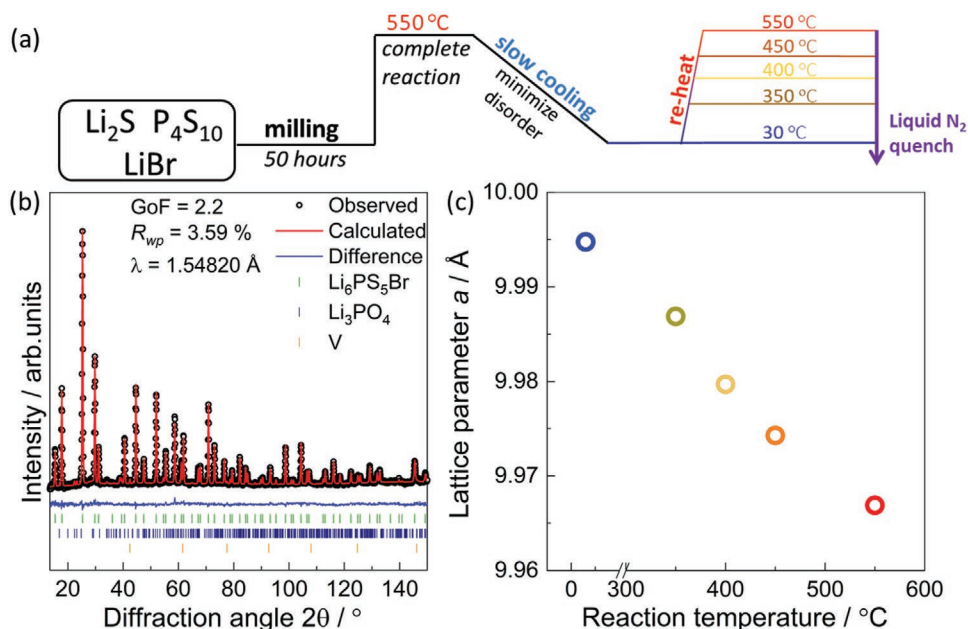 (a)
Li₂S P₄S₁₀
LiBr
milling
50 hours
550 °C
complete
reaction
slow cooling
minimize
disorder
re-heat
550 °C
450 °C
400 °C
350 °C
30 °C
Liquid N₂
quench
(b)
GoF = 2.2
R_wp = 3.59 %
λ = 1.54820 Å
Observed
Calculated
Difference
Li₆PS₅Br
Li₃PO₄
V
Intensity / arb.units
20 40 60 80 100 120 140
Diffraction angle 2θ / °
(c)
10.00
9.99
9.98
9.97
9.96
Lattice parameter a / Å
0 300 400 500 600
Reaction temperature / °C